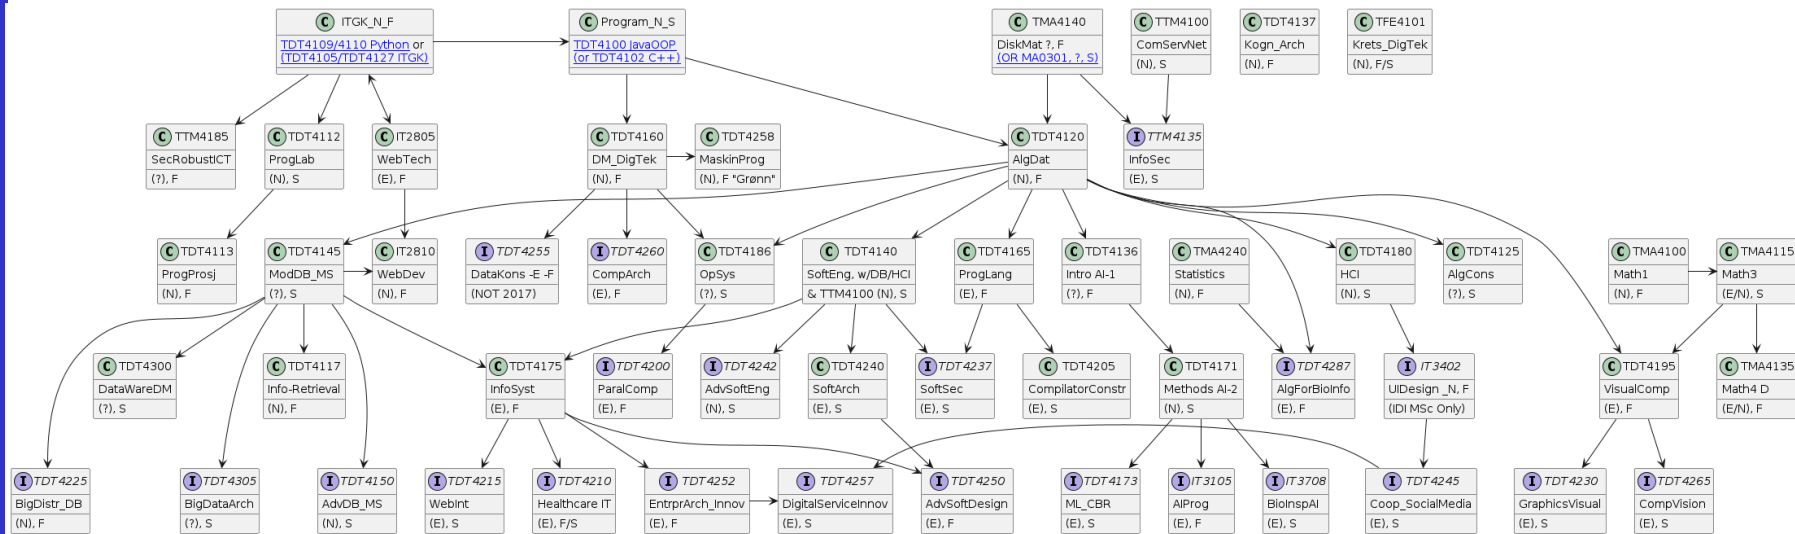 C ITGK_N_F
TDT4109/4110 Python or
(TDT4105/TDT4127 ITGK)
C Program_N_S
TDT4100 JavaOOP
(or TDT4102 C++)
C TMA4140
DiskMat ?, F
(OR MA0301, ?, S)
C TTM4100
ComServNet
(N), S
C TDT4137
Kogn_Arch
(N), F
C TFE4101
Krets_DigTek
(N), F/S
C TTM4185
SecRobustICT
(?), F
C TDT4112
ProgLab
(N), S
C IT2805
WebTech
(E), F
C TDT4160
DM_DigTek
(N), F
C TDT4258
MaskinProg
(N), F "Grønn"
C TDT4120
AlgDat
(N), F
I TTM4135
InfoSec
(E), S
C TDT4113
ProgProsj
(N), F
C TDT4145
ModDB_MS
(?), S
C IT2810
WebDev
(N), F
I TDT4255
DataKons -E -F
(NOT 2017)
I TDT4260
CompArch
(E), F
C TDT4186
OpSys
(?), S
C TDT4140
SoftEng, w/DB/HCI
& TTM4100 (N), S
C TDT4165
ProgLang
(E), F
C TDT4136
Intro AI-1
(?), F
C TMA4240
Statistics
(N), F
C TDT4180
HCI
(N), S
C TDT4125
AlgCons
(?), S
C TMA4100
Math1
(N), F
C TMA4115
Math3
(E/N), S
C TDT4300
DataWareDM
(?), S
C TDT4117
Info-Retrieval
(N), F
C TDT4175
InfoSyst
(E), F
I TDT4200
ParalComp
(E), F
I TDT4242
AdvSoftEng
(N), S
C TDT4240
SoftArch
(E), S
I TDT4237
SoftSec
(E), S
C TDT4205
CompilatorConstr
(E), S
C TDT4171
Methods AI-2
(N), S
I TDT4287
AlgForBioInfo
(E), F
I IT3402
UIDesign _N, F
(IDI MSc Only)
C TDT4195
VisualComp
(E), F
C TMA4135
Math4 D
(E/N), F
I TDT4225
BigDistr_DB
(N), F
I TDT4305
BigDataArch
(?), S
I TDT4150
AdvDB_MS
(N), S
I TDT4215
WebInt
(E), S
I TDT4210
Healthcare IT
(E), F/S
I TDT4252
EntrprArch_Innov
(E), F
I TDT4257
DigitalServiceInnov
(E), S
I TDT4250
AdvSoftDesign
(E), F
I TDT4173
ML_CBR
(E), S
I IT3105
AIProg
(E), F
I IT3708
BioInspAI
(E), S
I TDT4245
Coop_SocialMedia
(E), S
I TDT4230
GraphicsVisual
(E), S
I TDT4265
CompVision
(E), S